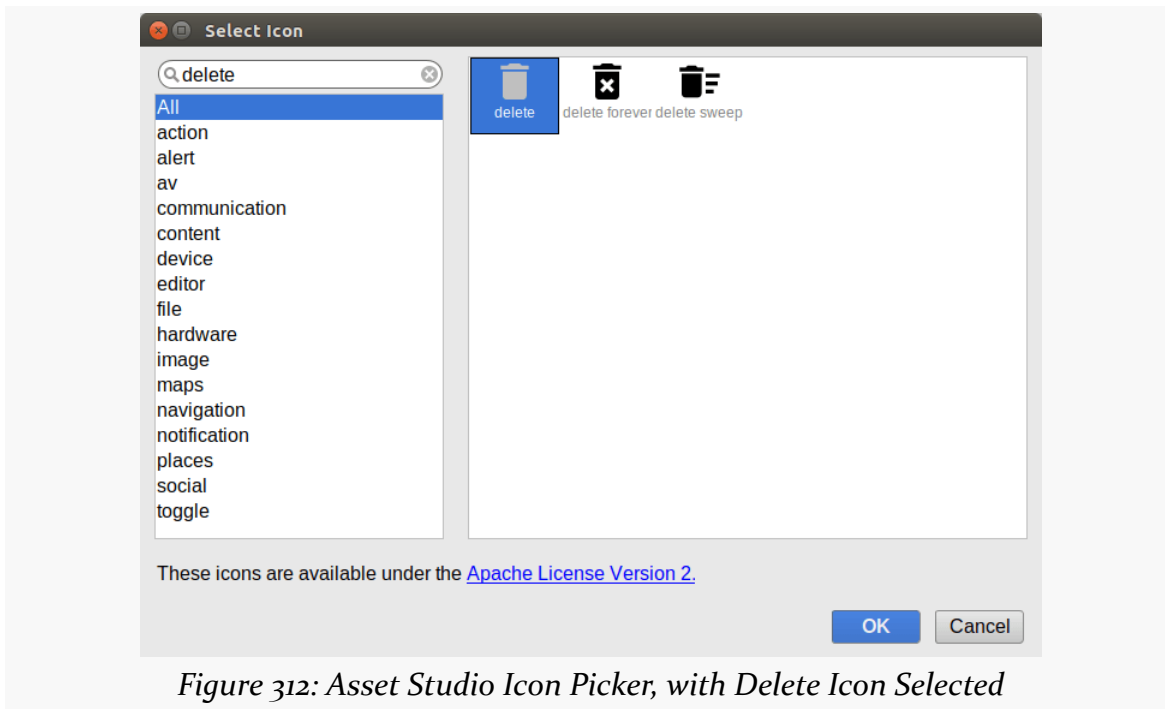 Select Icon
delete
All
action
alert
av
communication
content
device
editor
file
hardware
image
maps
navigation
notification
places
social
toggle
delete
delete forever
delete sweep
These icons are available under the Apache License Version 2.
OK
Cancel
Figure 312: Asset Studio Icon Picker, with Delete Icon Selected